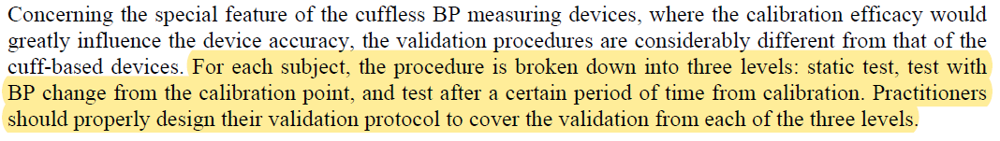 Concerning the special feature of the cuffless BP measuring devices, where the calibration efficacy would
greatly influence the device accuracy, the validation procedures are considerably different from that of the
cuff-based devices. For each subject, the procedure is broken down into three levels: static test, test with
BP change from the calibration point, and test after a certain period of time from calibration. Practitioners
should properly design their validation protocol to cover the validation from each of the three levels.